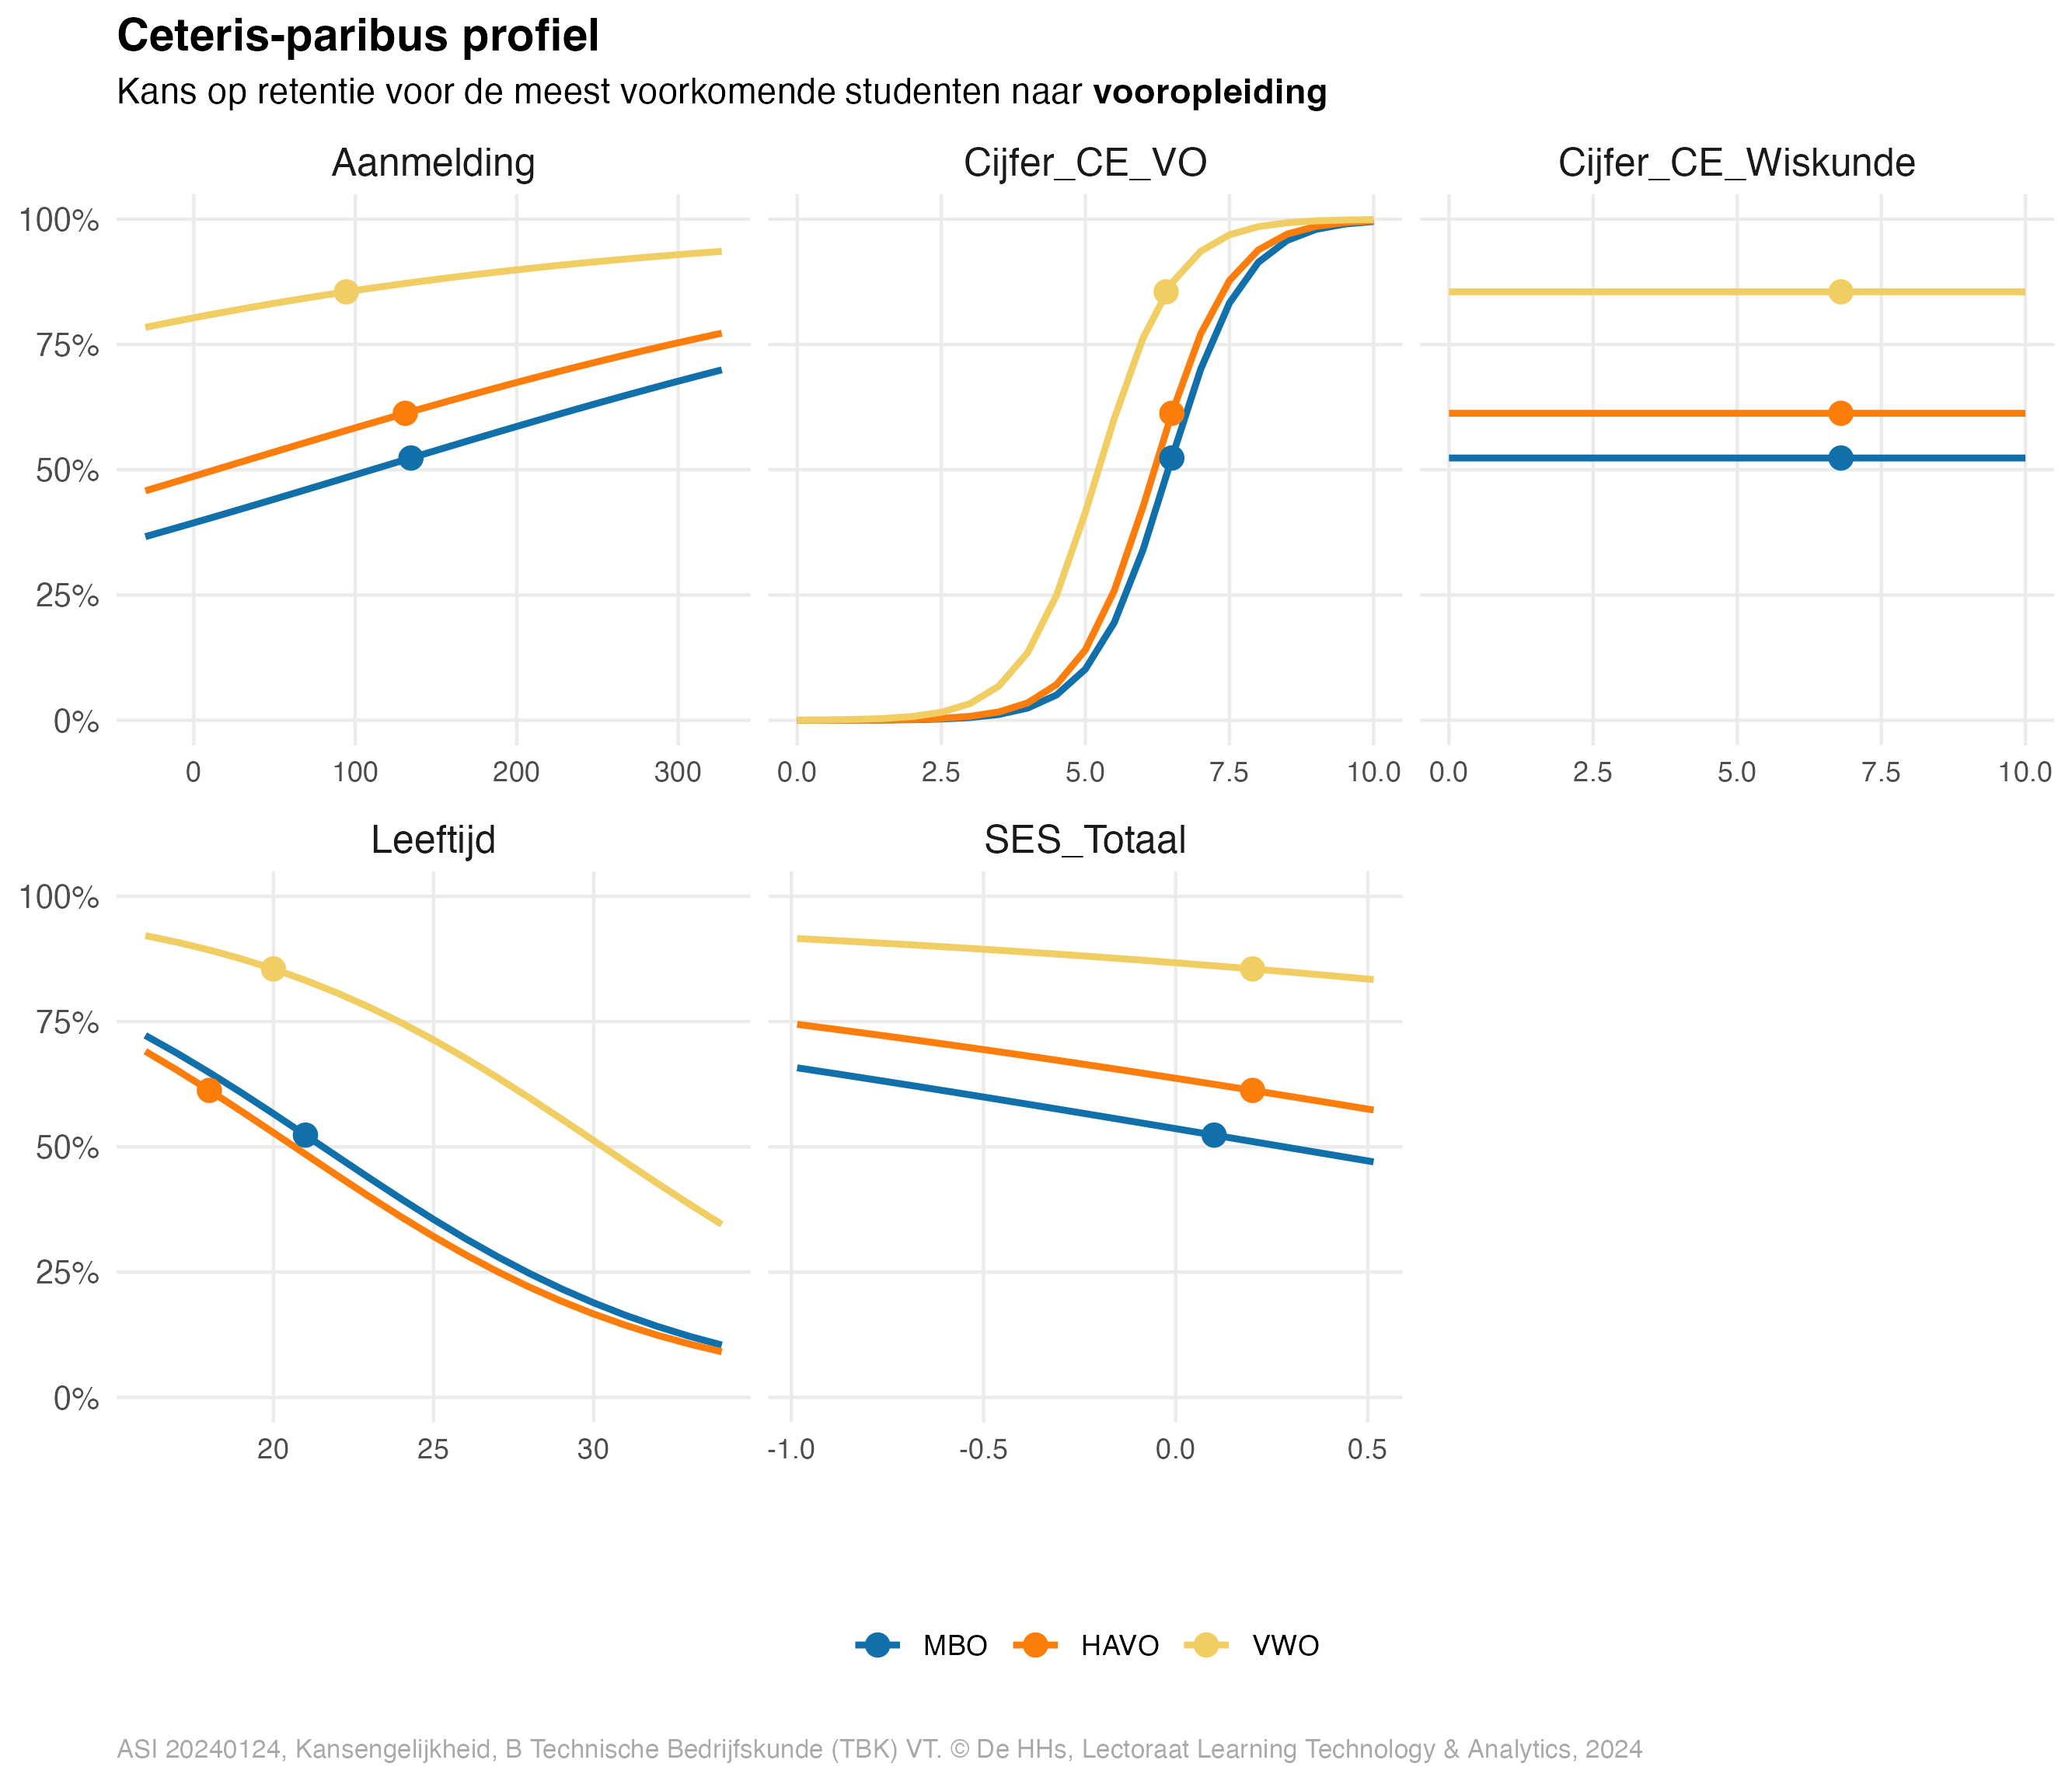 Ceteris-paribus profiel
Kans op retentie voor de meest voorkomende studenten naar vooropleiding
Aanmelding Cijfer_CE_VO Cijfer_CE_Wiskunde
100%
75%
50%
25%
0%
0 100 200 300 0.0 2.5 5.0 7.5 10.0 0.0 2.5 5.0 7.5 10.0
Leeftijd SES_Totaal
100%
75%
50%
25%
0%
20 25 30 -1.0 -0.5 0.0 0.5
MBO HAVO VWO
ASI 20240124, Kansengelijkheid, B Technische Bedrijfskunde (TBK) VT. © De HHs, Lectoraat Learning Technology & Analytics, 2024